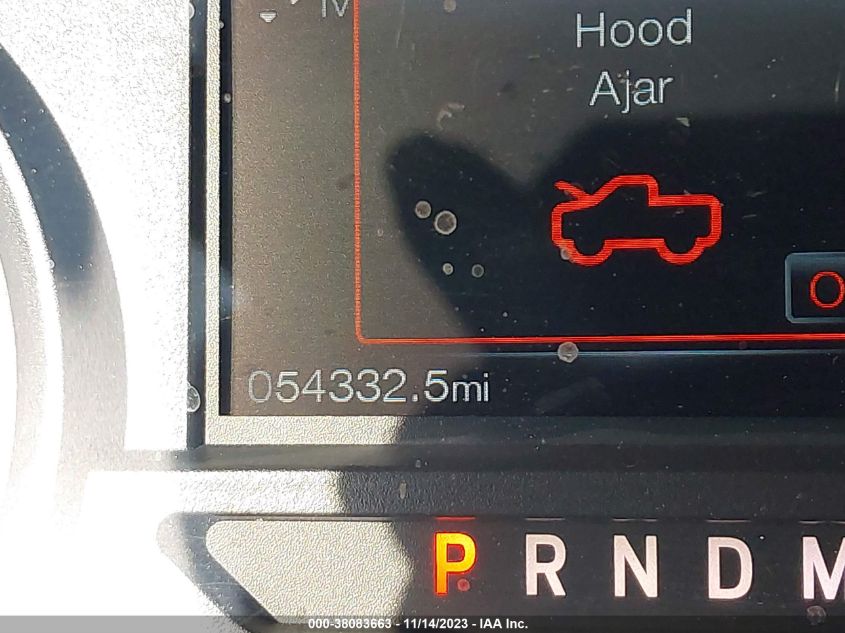 Hood
Ajar
054332.5mi
P R N D M
000-38083663 - 11/14/2023 - IAA Inc.